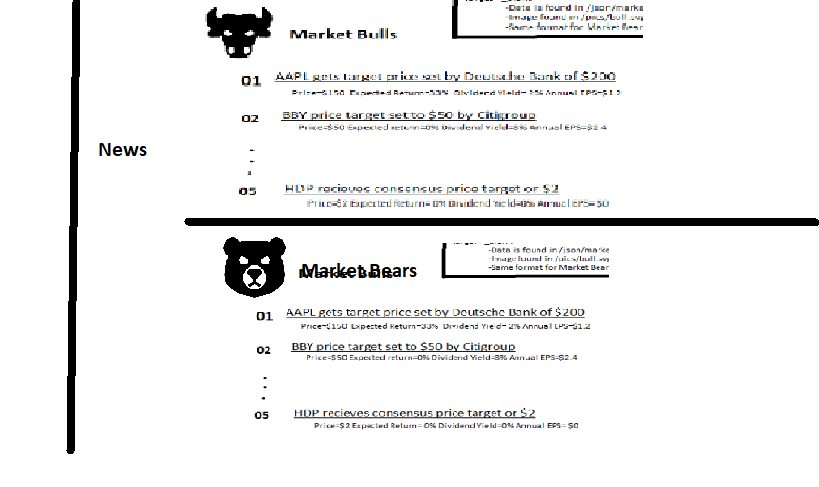 -Data is found in /json/marke
-Image found in /pics/bull.svg
-Same format for Market Bear
Market Bulls
01 AAPL gets target price set by Deutsche Bank of $200
Price=$150 Expected Return=33% Dividend Yield= 2% Annual EPS=$1.2
02 BBY price target set to $50 by Citigroup
Price=$50 Expected return=0% Dividend Yield=8% Annual EPS=$2.4
News
05 HDP recieves consensus price target or $2
Price=$2 Expected Return= 0% Dividend Yield=0% Annual EPS= $0
-Data is found in /json/marke
-Image found in /pics/bull.svg
-Same format for Market Bear
Market Bears
01 AAPL gets target price set by Deutsche Bank of $200
Price=$150 Expected Return=33% Dividend Yield= 2% Annual EPS=$1.2
02 BBY price target set to $50 by Citigroup
Price=$50 Expected return=0% Dividend Yield=8% Annual EPS=$2.4
05 HDP recieves consensus price target or $2
Price=$2 Expected Return= 0% Dividend Yield=0% Annual EPS= $0